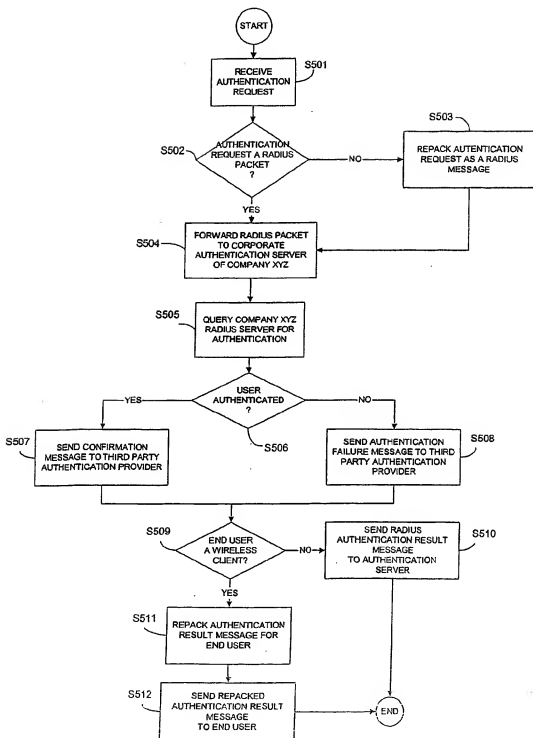 START
S501
RECEIVE
AUTHENTICATION
REQUEST
S502
AUTHENTICATION
REQUEST A RADIUS
PACKET
?
NO
S503
REPACK AUTENTICATION
REQUEST AS A RADIUS
MESSAGE
YES
S504
FORWARD RADIUS PACKET
TO CORPORATE
AUTHENTICATION SERVER
OF COMPANY XYZ
S505
QUERY COMPANY XYZ
RADIUS SERVER FOR
AUTHENTICATION
YES
USER
AUTHENTICATED
?
NO
S506
S507
SEND CONFIRMATION
MESSAGE TO THIRD PARTY
AUTHENTICATION PROVIDER
SEND AUTHENTICATION
FAILURE MESSAGE TO THIRD
PARTY AUTHENTICATION
PROVIDER
S508
S509
END USER
A WIRELESS
CLIENT?
NO
SEND RADIUS
AUTHENTICATION RESULT
MESSAGE
TO AUTHENTICATION
SERVER
S510
YES
S511
REPACK AUTHENTICATION
RESULT MESSAGE FOR
END USER
S512
SEND REPACKED
AUTHENTICATION RESULT
MESSAGE
TO END USER
END